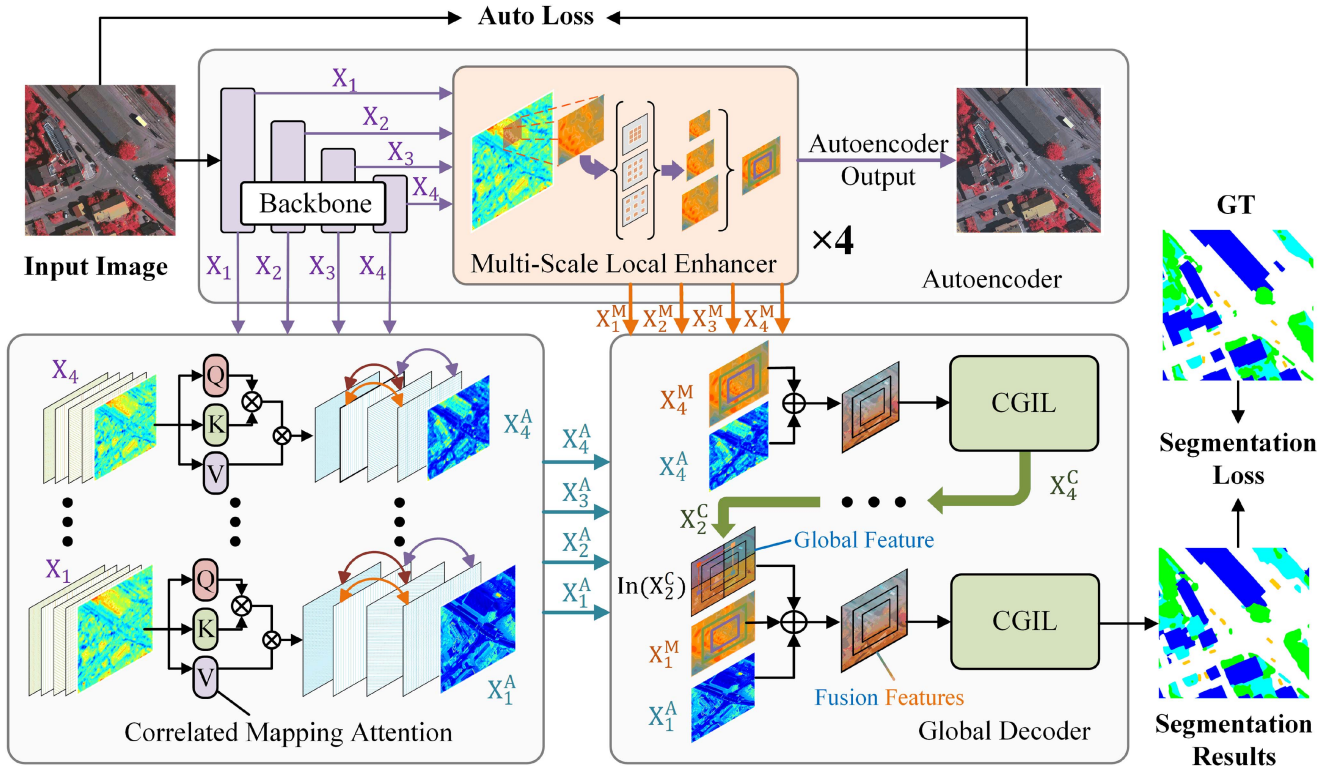 Auto Loss
X₁
X₂
X₃
X₄
Backbone
Input Image
Multi-Scale Local Enhancer
×4
Autoencoder
Output
Autoencoder
GT
X₁
X₂
X₃
X₄
X₁ᴹ
X₂ᴹ
X₃ᴹ
X₄ᴹ
X₄
Q
K
V
X₄ᴬ
X₁
Q
K
V
X₁ᴬ
Correlated Mapping Attention
X₄ᴬ
X₃ᴬ
X₂ᴬ
X₁ᴬ
X₄ᴹ
X₄ᴬ
CGIL
X₄ꟲ
X₂ꟲ
Global Feature
In(X₂ꟲ)
X₁ᴹ
X₁ᴬ
CGIL
Fusion Features
Global Decoder
Segmentation
Loss
Segmentation
Results